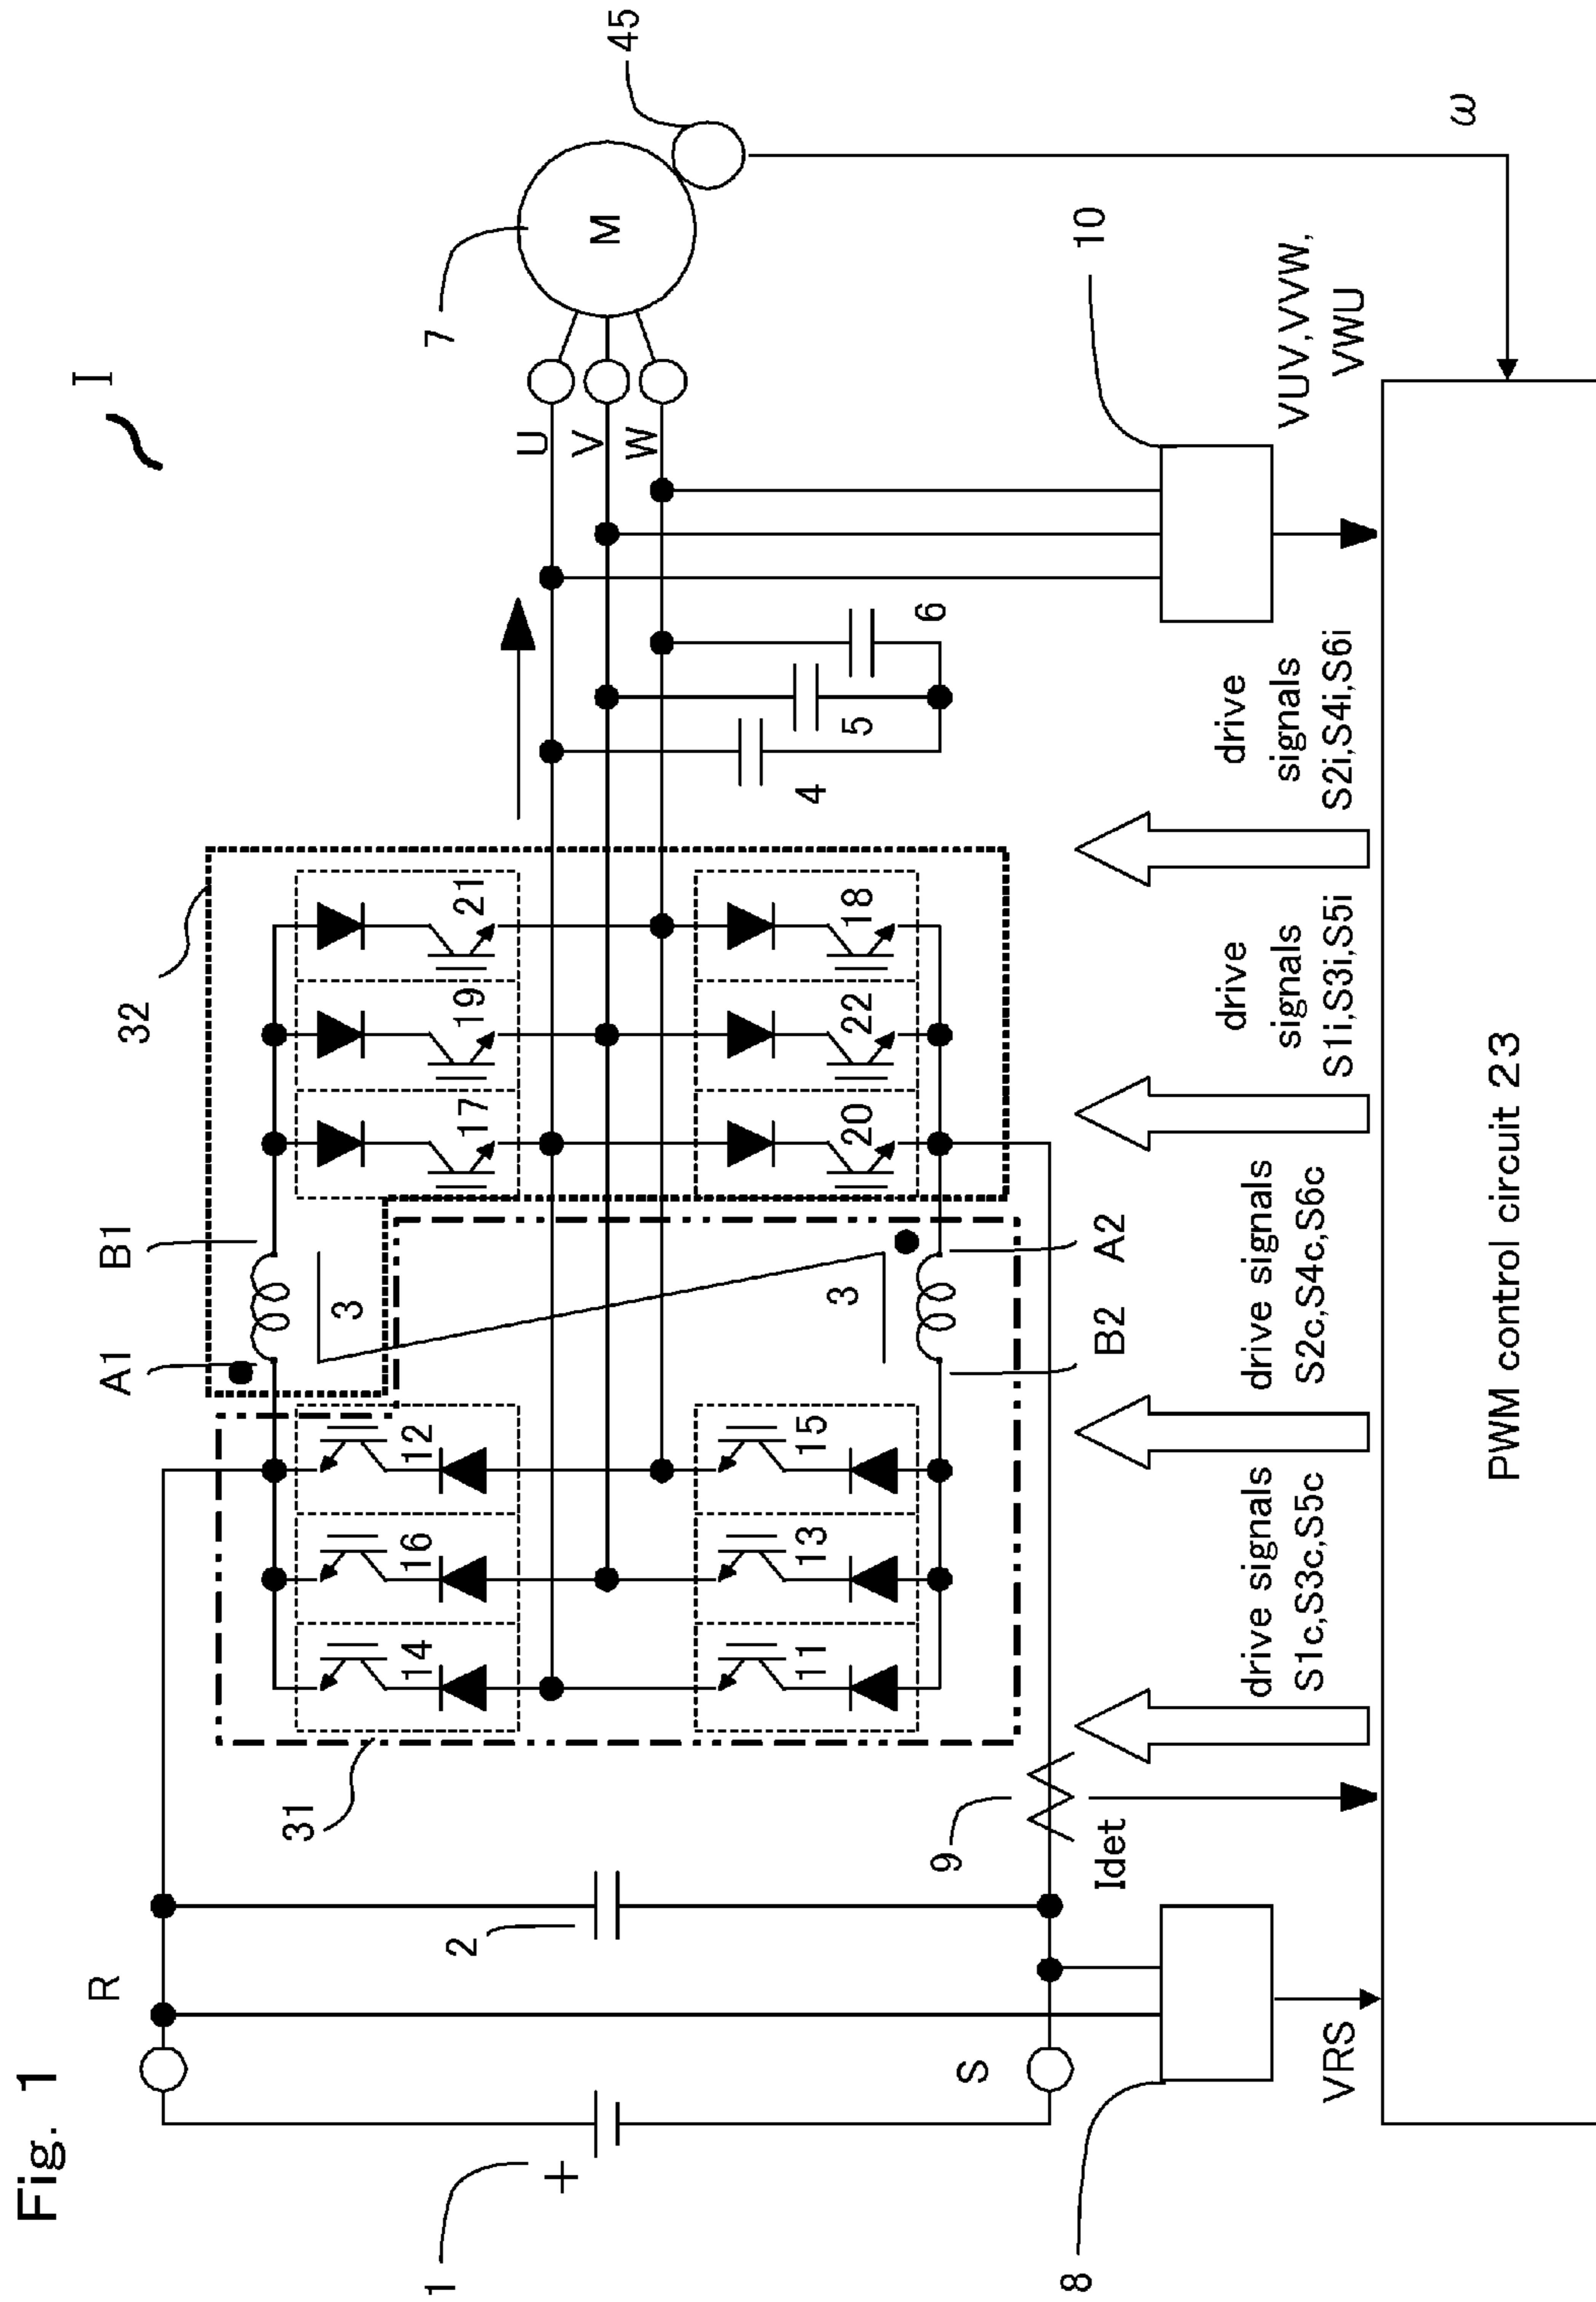 Fig. 1
I
1
+
R
S
2
8
VRS
9
Idet
31
14
16
12
11
13
15
A1
B1
3
3
B2
A2
32
17
19
21
20
22
18
4
5
6
U
V
W
7
M
45
10
VUV,VVW,
VWU
ω
drive signals
S1c,S3c,S5c
drive signals
S2c,S4c,S6c
drive
signals
S1i,S3i,S5i
drive
signals
S2i,S4i,S6i
PWM control circuit 23